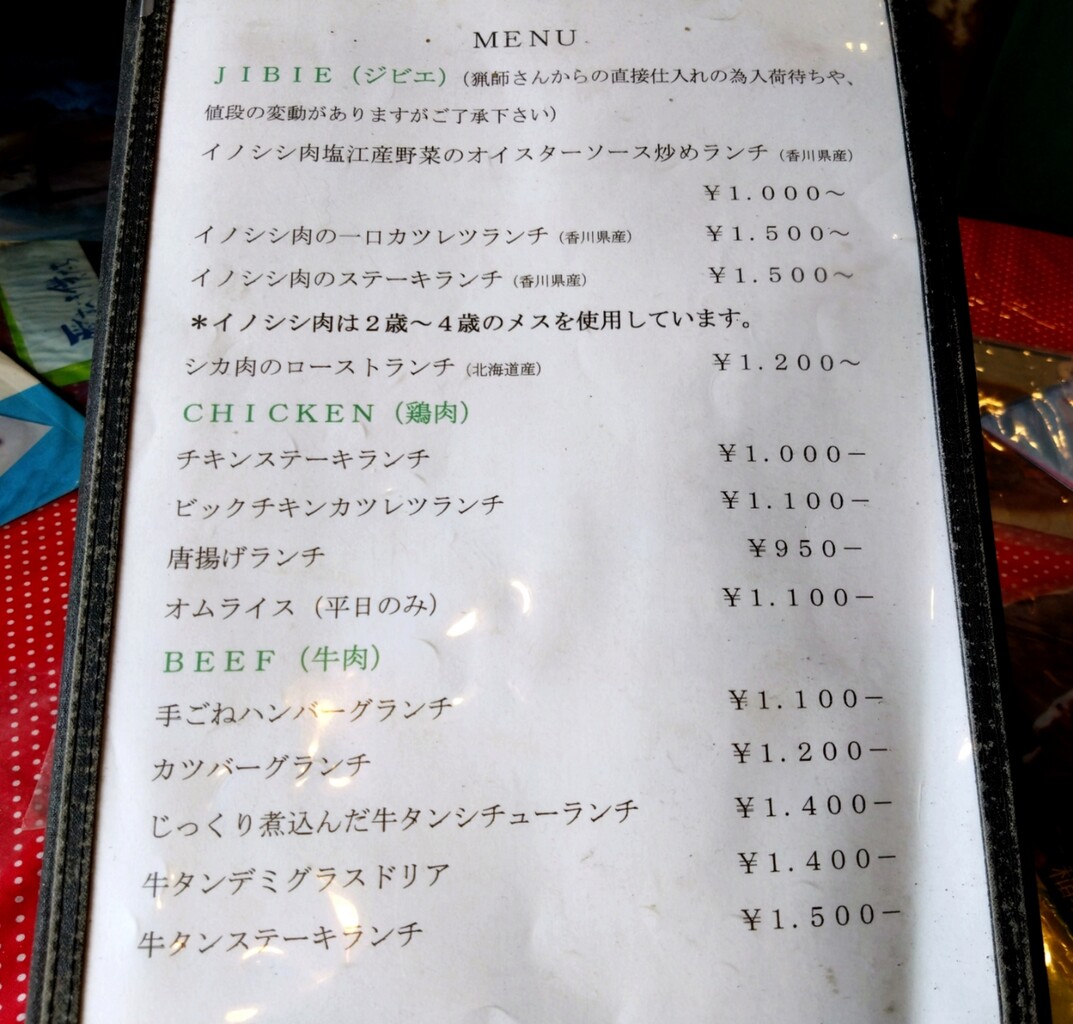 MENU
JIBIE（ジビエ）（猟師さんからの直接仕入れの為入荷待ちや、
値段の変動がありますがご了承下さい）
イノシシ肉塩江産野菜のオイスターソース炒めランチ（香川県産）
￥1.000～
イノシシ肉の一口カツレツランチ（香川県産） ￥1.500～
イノシシ肉のステーキランチ（香川県産） ￥1.500～
＊イノシシ肉は２歳～４歳のメスを使用しています。
シカ肉のローストランチ（北海道産） ￥1.200～
CHICKEN（鶏肉）
チキンステーキランチ ￥1.000－
ビックチキンカツレツランチ ￥1.100－
唐揚げランチ ￥950－
オムライス（平日のみ） ￥1.100－
BEEF（牛肉）
手ごねハンバーグランチ ￥1.100－
カツバーグランチ ￥1.200－
じっくり煮込んだ牛タンシチューランチ ￥1.400－
牛タンデミグラスドリア ￥1.400－
牛タンステーキランチ ￥1.500－